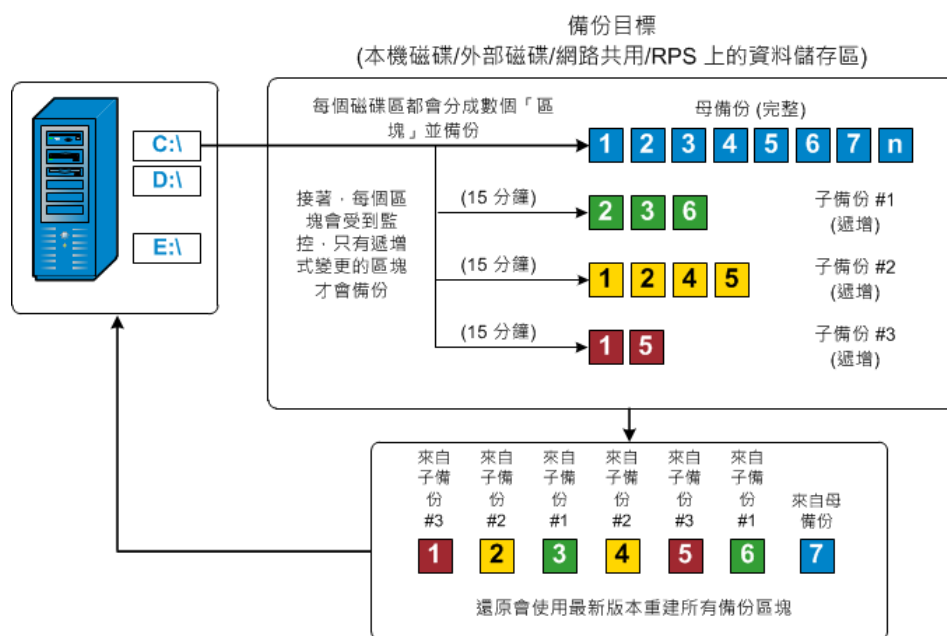 備份目標
(本機磁碟/外部磁碟/網路共用/RPS 上的資料儲存區)
C:\
D:\
E:\
每個磁碟區都會分成數個「區
塊」並備份
母備份 (完整)
1 2 3 4 5 6 7 n
接著，每個區
塊會受到監
控，只有遞增
式變更的區塊
才會備份
(15 分鐘)
2 3 6
子備份 #1
(遞增)
(15 分鐘)
1 2 4 5
子備份 #2
(遞增)
(15 分鐘)
1 5
子備份 #3
(遞增)
來自
子備
份
#3
來自
子備
份
#2
來自
子備
份
#1
來自
子備
份
#2
來自
子備
份
#3
來自
子備
份
#1
來自母
備份
1 2 3 4 5 6 7
還原會使用最新版本重建所有備份區塊